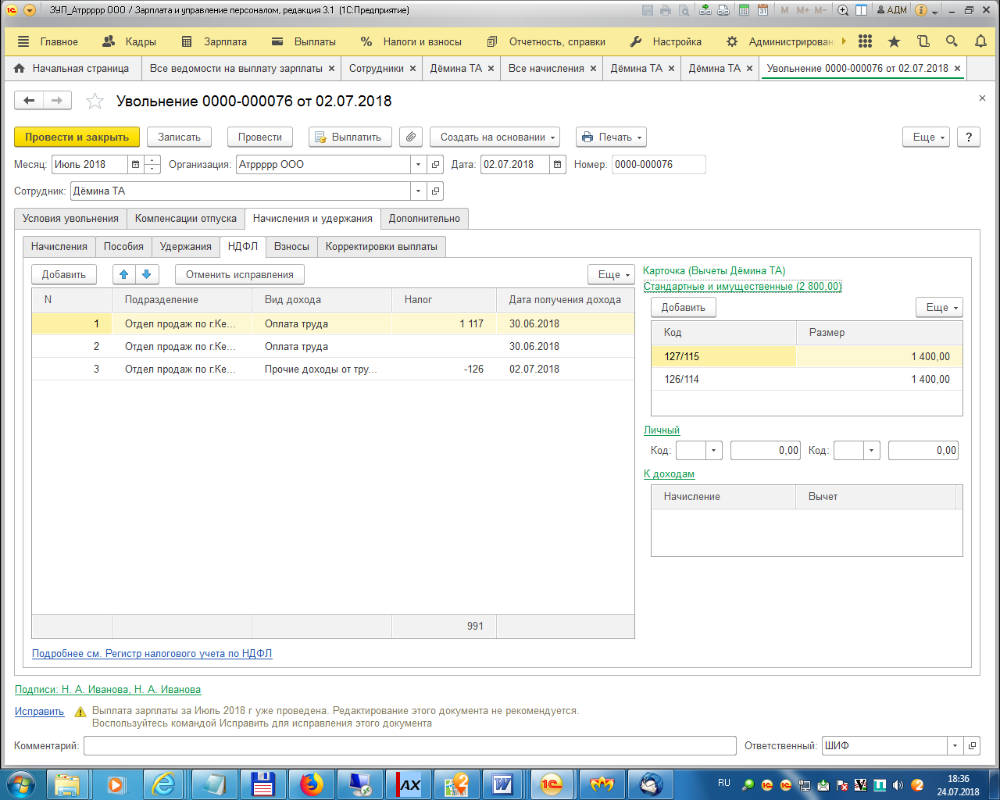 ЗУП_Атррррр ООО / Зарплата и управление персоналом, редакция 3.1 (1С:Предприятие)
M M+ M- АДМ
Главное Кадры Зарплата Выплаты % Налоги и взносы Отчетность, справки Настройка Администрирован
Начальная страница Все ведомости на выплату зарплаты × Сотрудники × Дёмина ТА × Все начисления × Дёмина ТА × Дёмина ТА × Увольнение 0000-000076 от 02.07.2018 ×
Увольнение 0000-000076 от 02.07.2018
Провести и закрыть Записать Провести Выплатить Создать на основании Печать Еще ?
Месяц: Июль 2018 Организация: Атррррр ООО Дата: 02.07.2018 Номер: 0000-000076
Сотрудник: Дёмина ТА
Условия увольнения Компенсации отпуска Начисления и удержания Дополнительно
Начисления Пособия Удержания НДФЛ Взносы Корректировки выплаты
Добавить Отменить исправления Еще
N Подразделение Вид дохода Налог Дата получения дохода
1 Отдел продаж по г.Ке... Оплата труда 1 117 30.06.2018
2 Отдел продаж по г.Ке... Оплата труда 30.06.2018
3 Отдел продаж по г.Ке... Прочие доходы от тру... -126 02.07.2018
991
Подробнее см. Регистр налогового учета по НДФЛ
Карточка (Вычеты Дёмина ТА)
Стандартные и имущественные (2 800,00)
Добавить Еще
Код Размер
127/115 1 400,00
126/114 1 400,00
Личный
Код: 0,00 Код: 0,00
К доходам
Начисление Вычет
Подписи: Н. А. Иванова, Н. А. Иванова
Исправить Выплата зарплаты за Июль 2018 г уже проведена. Редактирование этого документа не рекомендуется.
Воспользуйтесь командой Исправить для исправления этого документа
Комментарий: Ответственный: ШИФ
AX 2 W 1С RU 18:36
24.07.2018